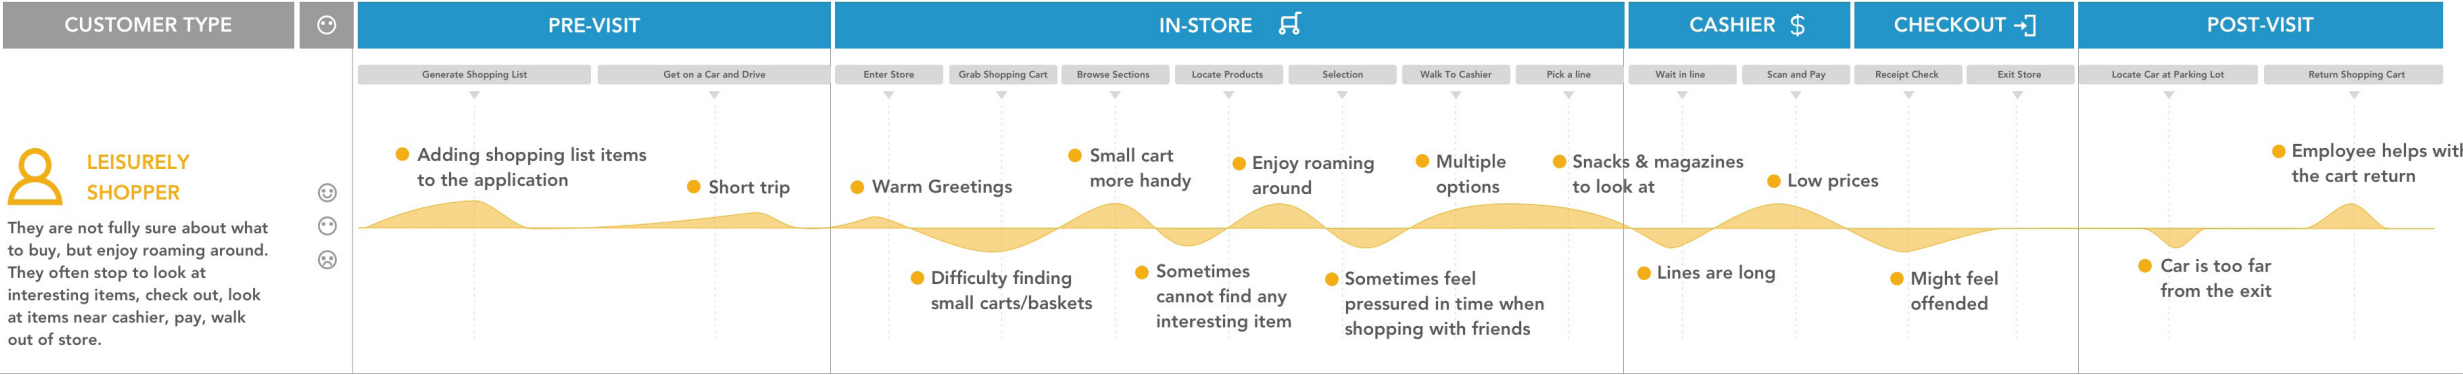 CUSTOMER TYPE
PRE-VISIT
IN-STORE
CASHIER $
CHECKOUT
POST-VISIT
Generate Shopping List
Get on a Car and Drive
Enter Store
Grab Shopping Cart
Browse Sections
Locate Products
Selection
Walk To Cashier
Pick a line
Wait in line
Scan and Pay
Receipt Check
Exit Store
Locate Car at Parking Lot
Return Shopping Cart
LEISURELY
SHOPPER
They are not fully sure about what
to buy, but enjoy roaming around.
They often stop to look at
interesting items, check out, look
at items near cashier, pay, walk
out of store.
Adding shopping list items
to the application
Short trip
Warm Greetings
Difficulty finding
small carts/baskets
Small cart
more handy
Sometimes
cannot find any
interesting item
Enjoy roaming
around
Sometimes feel
pressured in time when
shopping with friends
Multiple
options
Snacks & magazines
to look at
Lines are long
Low prices
Might feel
offended
Car is too far
from the exit
Employee helps with
the cart return